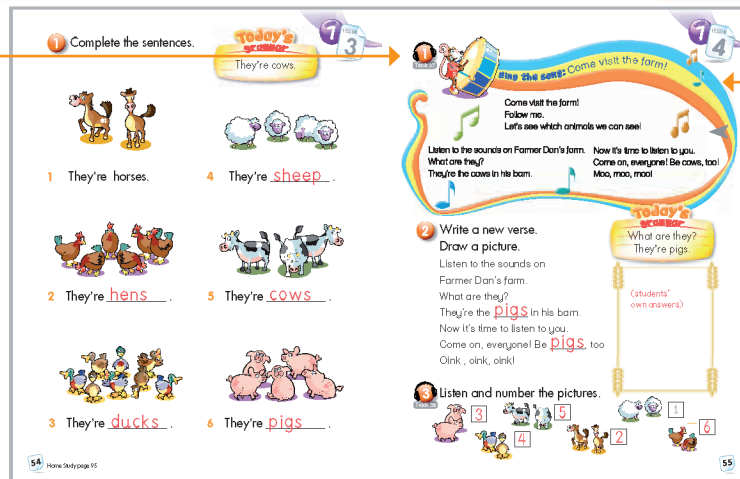 1 Complete the sentences.
Today's grammar
They're cows.
7 LESSON 3
1 They're horses.
4 They're sheep.
2 They're hens.
5 They're cows.
3 They're ducks.
6 They're pigs.
54 Home Study page 95
7 LESSON 4
1 Sing the song: Come visit the farm!
Come visit the farm!
Follow me.
Let's see which animals we can see!
Listen to the sounds on Farmer Dan's farm.
What are they?
They're the cows in his barn.
Now it's time to listen to you.
Come on, everyone! Be cows, too!
Moo, moo, moo!
2 Write a new verse.
Draw a picture.
Today's grammar
What are they?
They're pigs.
Listen to the sounds on
Farmer Dan's farm.
What are they?
They're the pigs in his barn.
Now it's time to listen to you.
Come on, everyone! Be pigs, too
Oink, oink, oink!
(students'
own answers)
3 Listen and number the pictures.
3
5
1
4
2
6
55